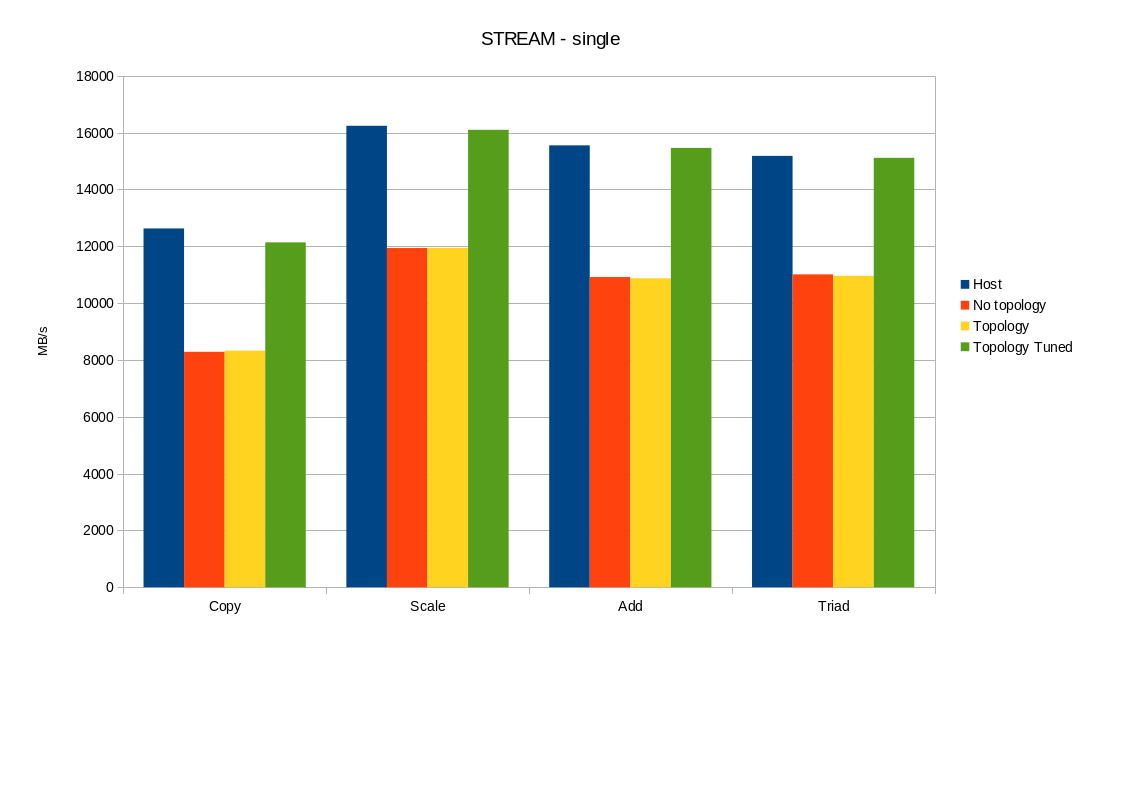 STREAM - single
18000
16000
14000
12000
10000
8000
6000
4000
2000
0
MB/s
Copy Scale Add Triad
Host
No topology
Topology
Topology Tuned